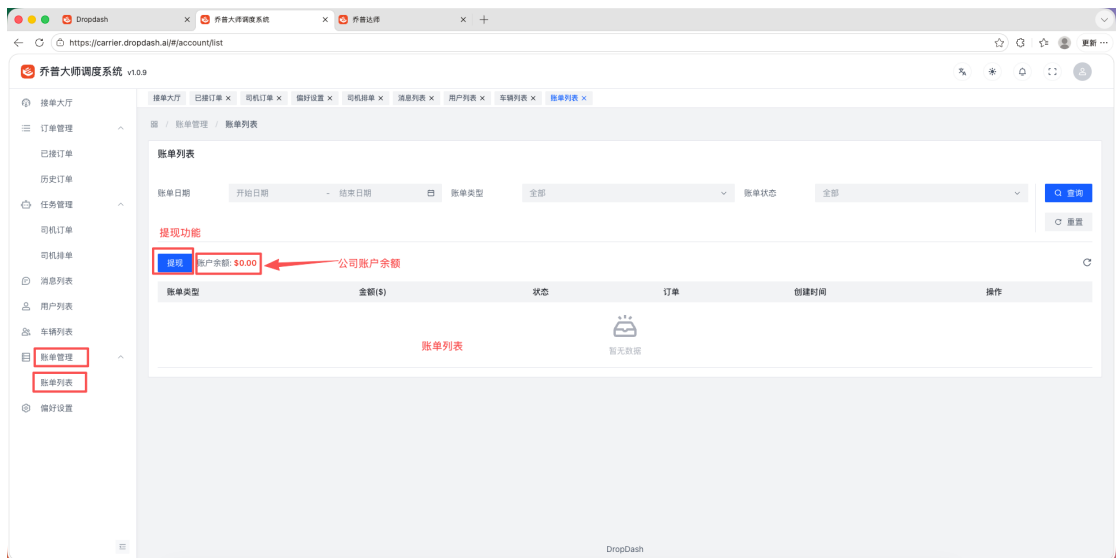 Dropdash
乔普大师调度系统
乔普达师
https://carrier.dropdash.ai/#/account/list
更新
乔普大师调度系统 v1.0.9
接单大厅 已接订单 司机订单 偏好设置 司机排单 消息列表 用户列表 车辆列表 账单列表
/ 账单管理 / 账单列表
接单大厅
订单管理
已接订单
历史订单
任务管理
司机订单
司机排单
消息列表
用户列表
车辆列表
账单管理
账单列表
偏好设置
账单列表
账单日期 开始日期 - 结束日期 账单类型 全部 账单状态 全部 查询
重置
提现功能
提现 账户余额: $0.00 公司账户余额
账单类型 金额($) 状态 订单 创建时间 操作
暂无数据
账单列表
DropDash